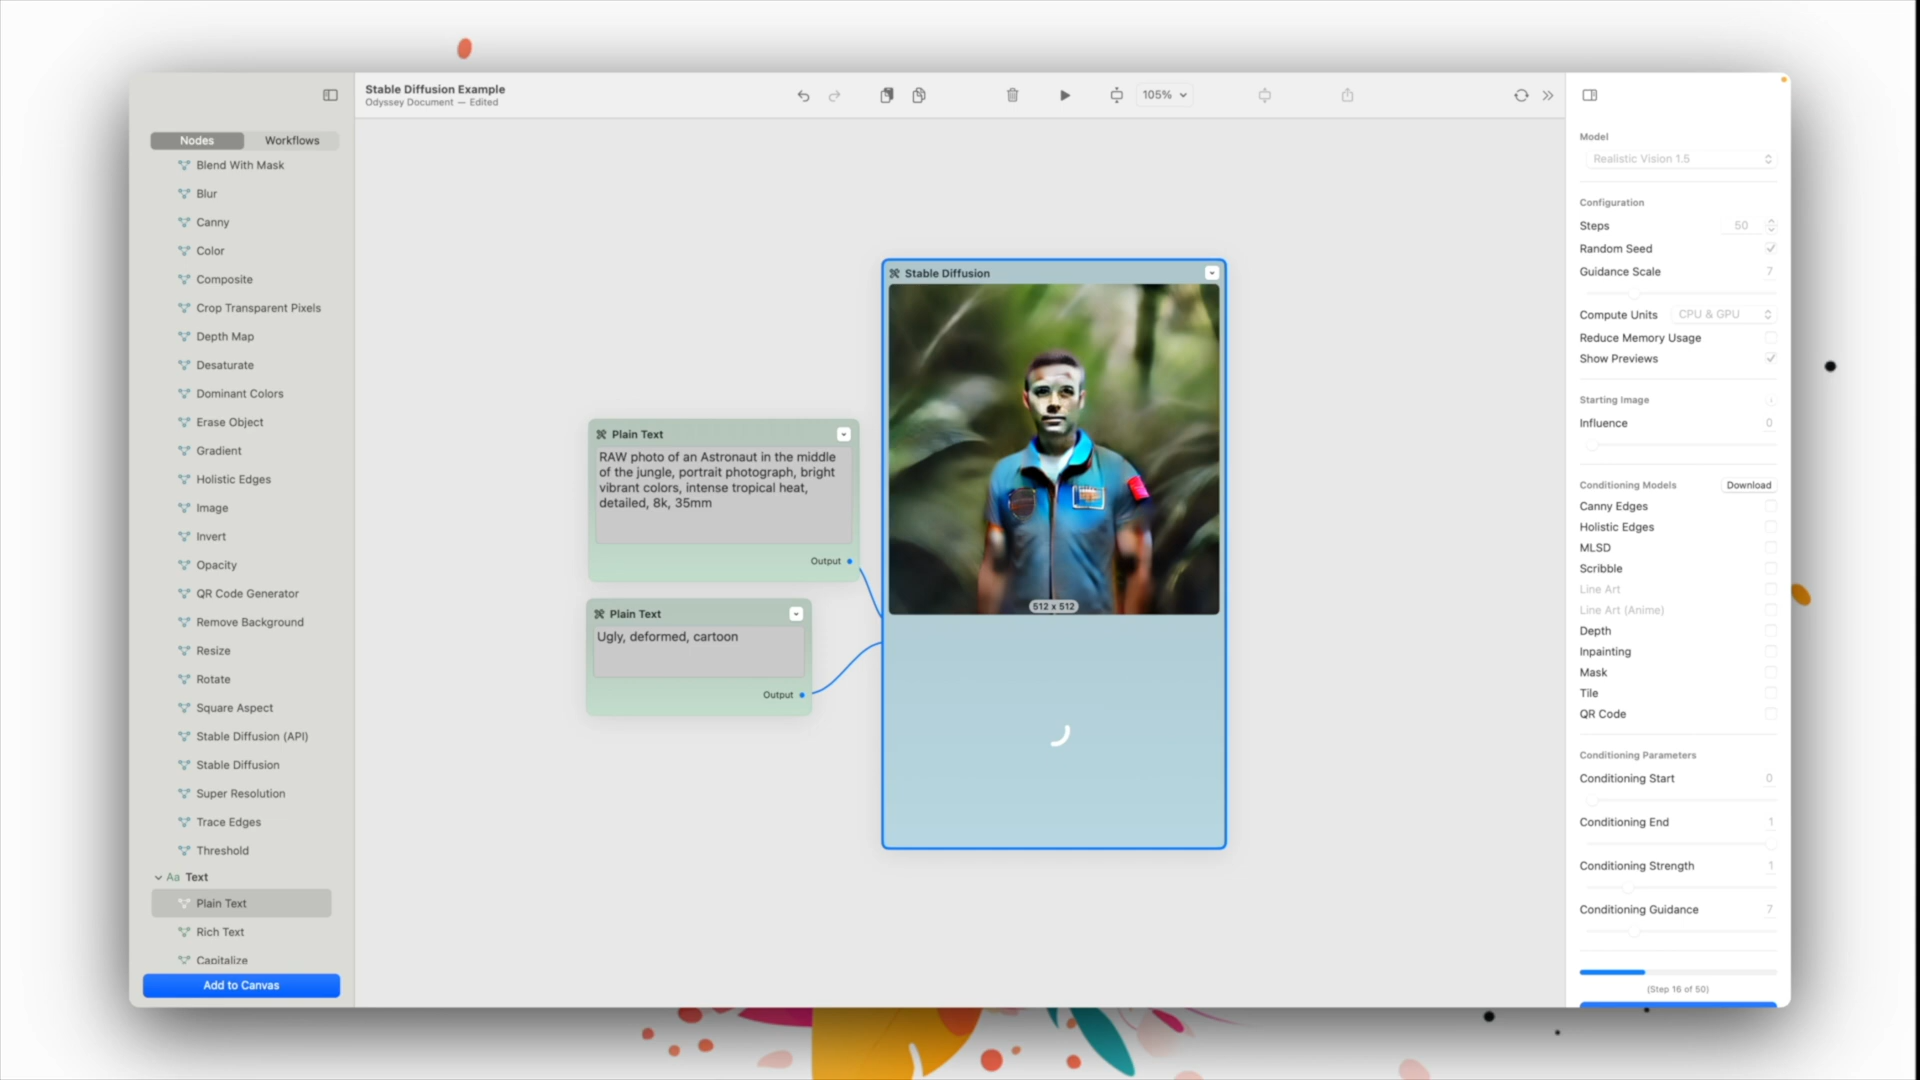 Stable Diffusion Example
Odyssey Document — Edited
105%
Nodes
Workflows
Blend With Mask
Blur
Canny
Color
Composite
Crop Transparent Pixels
Depth Map
Desaturate
Dominant Colors
Erase Object
Gradient
Holistic Edges
Image
Invert
Opacity
QR Code Generator
Remove Background
Resize
Rotate
Square Aspect
Stable Diffusion (API)
Stable Diffusion
Super Resolution
Trace Edges
Threshold
Aa Text
Plain Text
Rich Text
Capitalize
Add to Canvas
Plain Text
RAW photo of an Astronaut in the middle
of the jungle, portrait photograph, bright
vibrant colors, intense tropical heat,
detailed, 8k, 35mm
Output
Plain Text
Ugly, deformed, cartoon
Output
Stable Diffusion
512 x 512
Model
Realistic Vision 1.5
Configuration
Steps 50
Random Seed
Guidance Scale 7
Compute Units CPU & GPU
Reduce Memory Usage
Show Previews
Starting Image
Influence 0
Conditioning Models Download
Canny Edges
Holistic Edges
MLSD
Scribble
Line Art
Line Art (Anime)
Depth
Inpainting
Mask
Tile
QR Code
Conditioning Parameters
Conditioning Start 0
Conditioning End 1
Conditioning Strength 1
Conditioning Guidance 7
(Step 16 of 50)